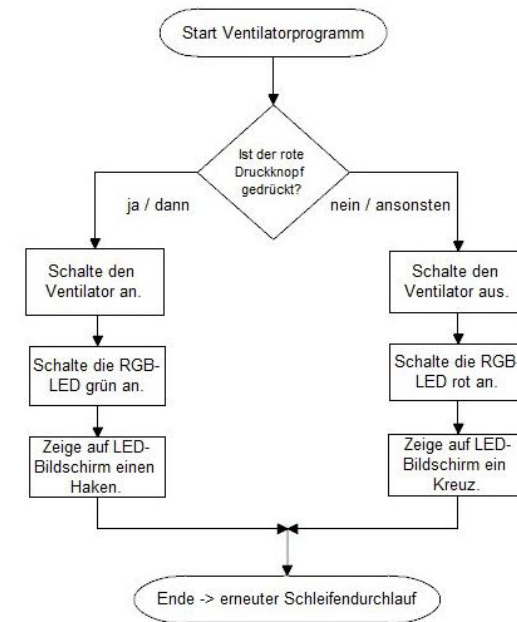 Start Ventilatorprogramm
Ist der rote
Druckknopf
gedrückt?
ja / dann
nein / ansonsten
Schalte den
Ventilator an.
Schalte die RGB-
LED grün an.
Zeige auf LED-
Bildschirm einen
Haken.
Schalte den
Ventilator aus.
Schalte die RGB-
LED rot an.
Zeige auf LED-
Bildschirm ein
Kreuz.
Ende -> erneuter Schleifendurchlauf